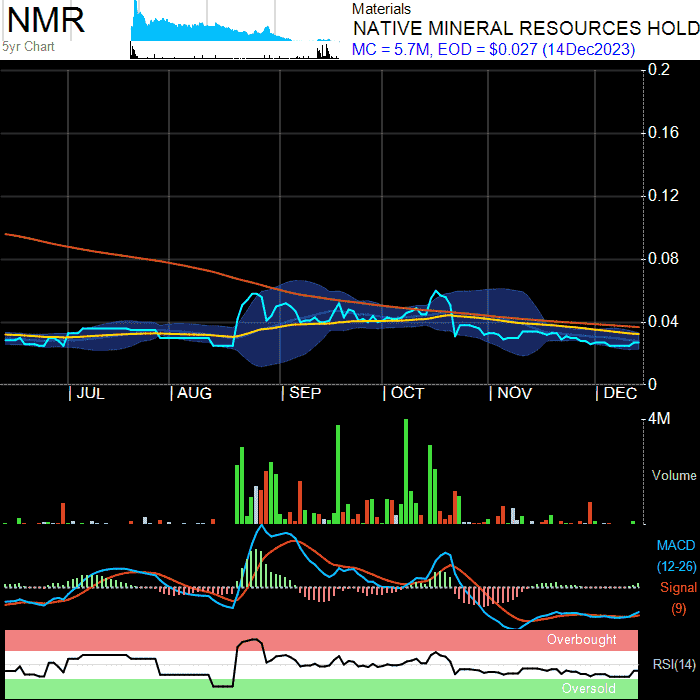 NMR
5yr Chart
Materials
NATIVE MINERAL RESOURCES HOLD
MC = 5.7M, EOD = $0.027 (14Dec2023)
0.2
0.16
0.12
0.08
0.04
0
JUL AUG SEP OCT NOV DEC
4M
Volume
MACD
(12-26)
Signal
(9)
Overbought
RSI(14)
Oversold